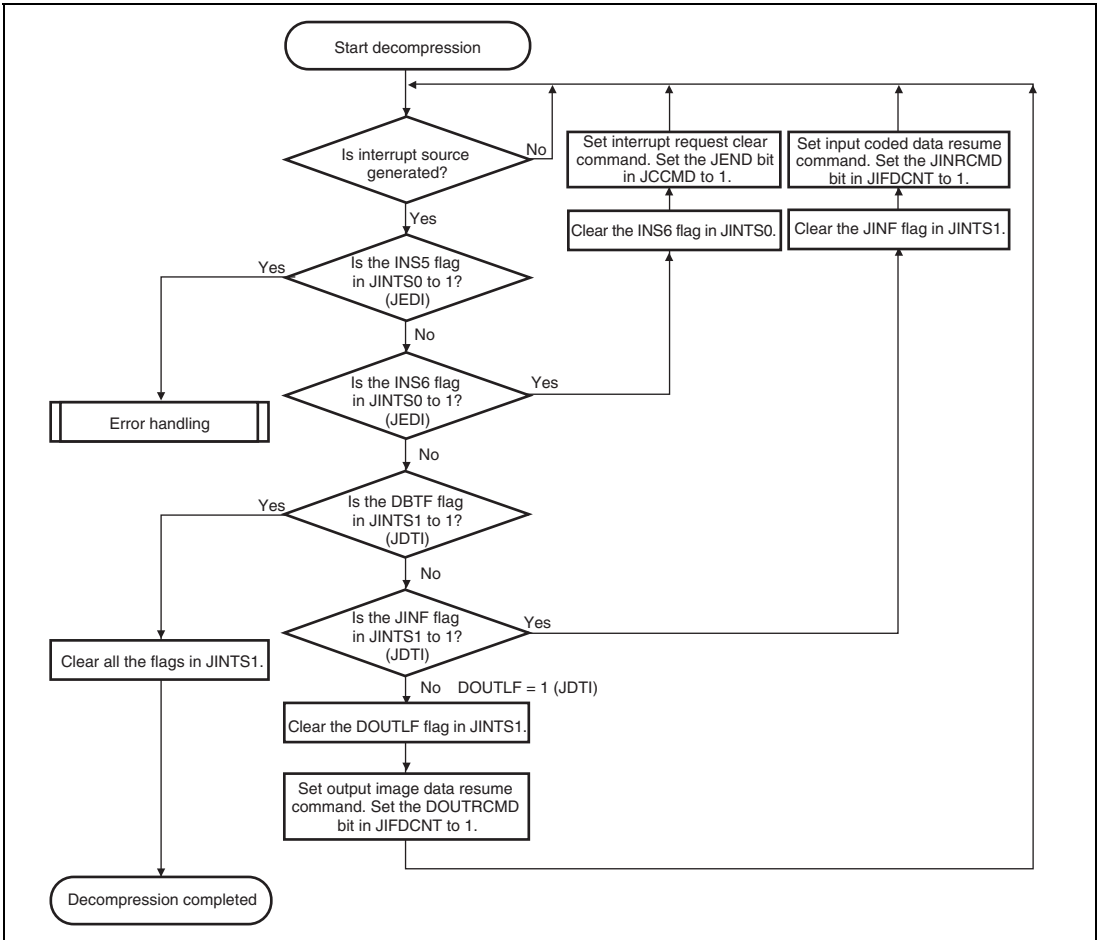 Start decompression
Is interrupt source
generated?
No
Yes
Set interrupt request clear
command. Set the JEND bit
in JCCMD to 1.
Set input coded data resume
command. Set the JINRCMD
bit in JIFDCNT to 1.
Clear the INS6 flag in JINTS0.
Clear the JINF flag in JINTS1.
Is the INS5 flag
in JINTS0 to 1?
(JEDI)
Yes
No
Error handling
Is the INS6 flag
in JINTS0 to 1?
(JEDI)
Yes
No
Is the DBTF flag
in JINTS1 to 1?
(JDTI)
Yes
No
Is the JINF flag
in JINTS1 to 1?
(JDTI)
Yes
Clear all the flags in JINTS1.
No DOUTLF = 1 (JDTI)
Clear the DOUTLF flag in JINTS1.
Set output image data resume
command. Set the DOUTRCMD
bit in JIFDCNT to 1.
Decompression completed